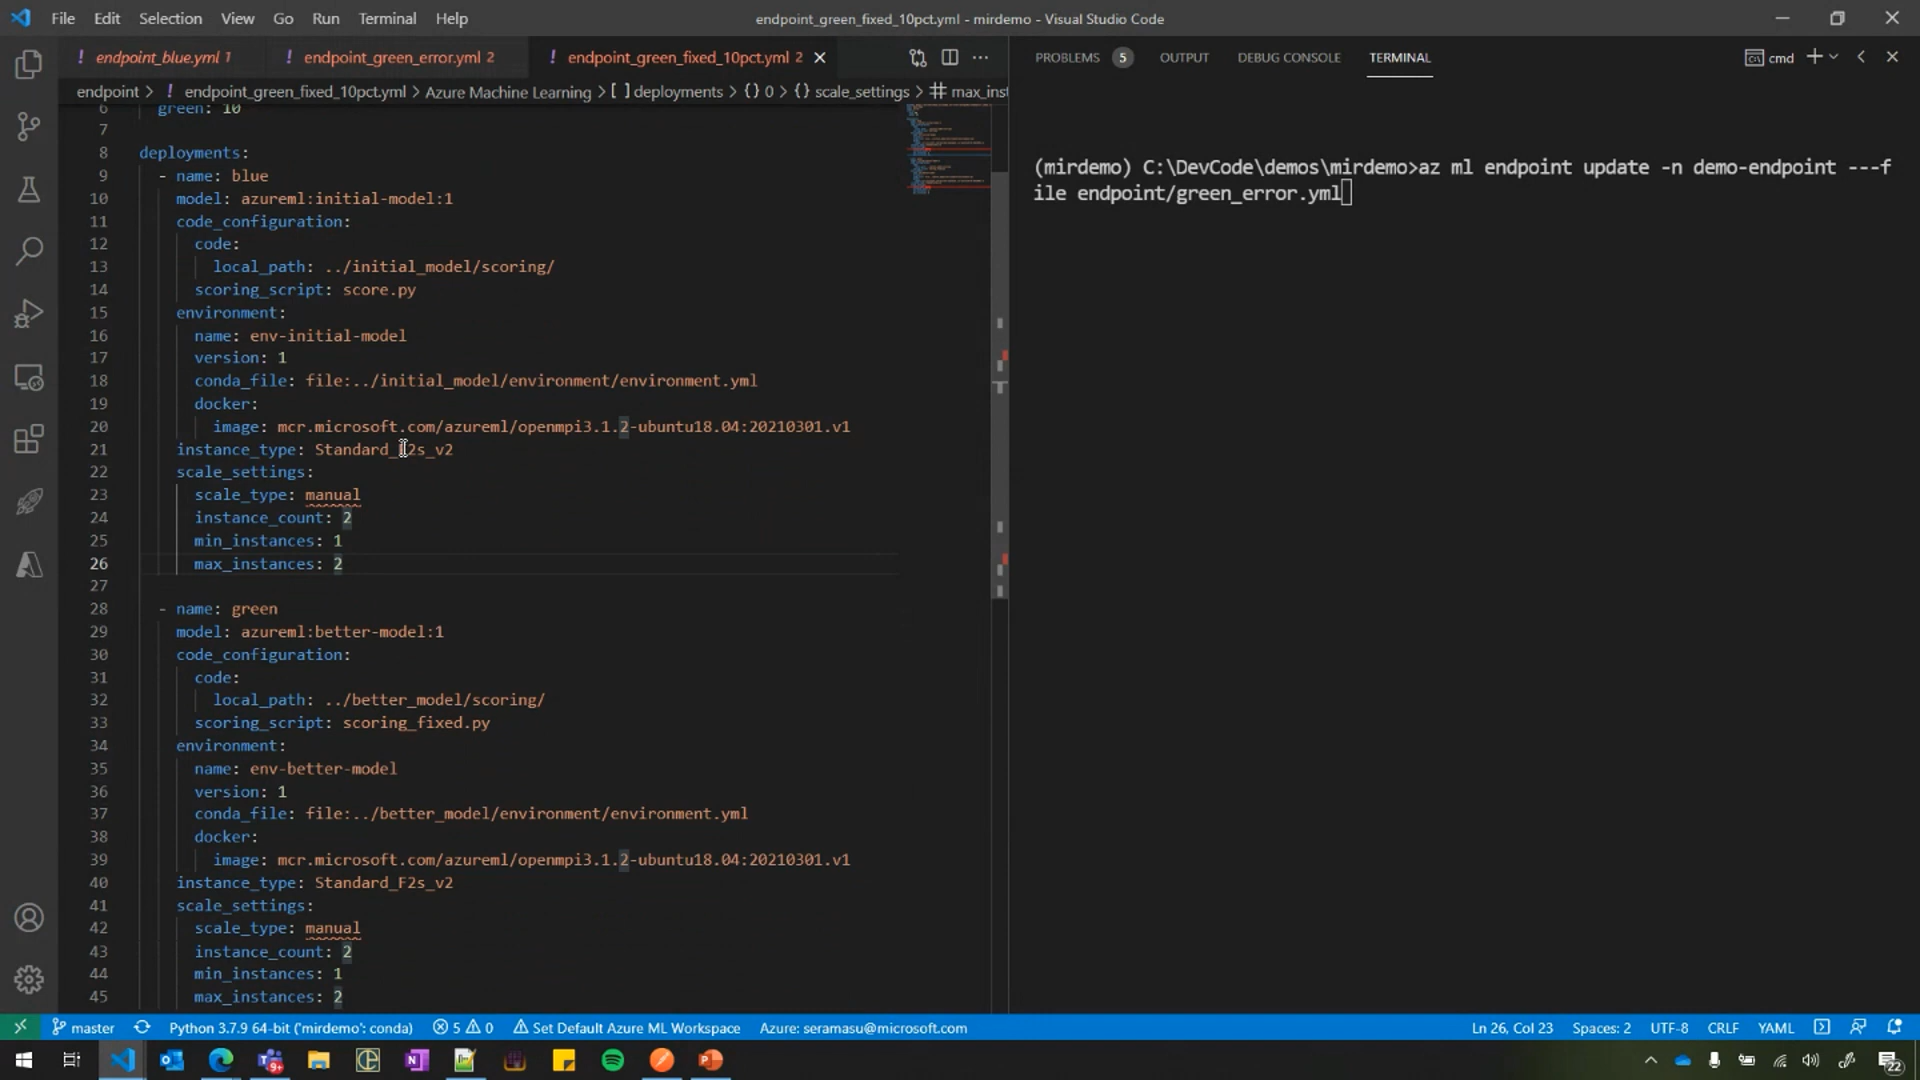 File Edit Selection View Go Run Terminal Help
endpoint_green_fixed_10pct.yml - mirdemo - Visual Studio Code
! endpoint_blue.yml 1
! endpoint_green_error.yml 2
! endpoint_green_fixed_10pct.yml 2
endpoint > ! endpoint_green_fixed_10pct.yml > Azure Machine Learning > [ ] deployments > {} 0 > {} scale_settings > # max_inst
6 green: 10
7
8 deployments:
9 - name: blue
10 model: azureml:initial-model:1
11 code_configuration:
12 code:
13 local_path: ../initial_model/scoring/
14 scoring_script: score.py
15 environment:
16 name: env-initial-model
17 version: 1
18 conda_file: file:../initial_model/environment/environment.yml
19 docker:
20 image: mcr.microsoft.com/azureml/openmpi3.1.2-ubuntu18.04:20210301.v1
21 instance_type: Standard_F2s_v2
22 scale_settings:
23 scale_type: manual
24 instance_count: 2
25 min_instances: 1
26 max_instances: 2
27
28 - name: green
29 model: azureml:better-model:1
30 code_configuration:
31 code:
32 local_path: ../better_model/scoring/
33 scoring_script: scoring_fixed.py
34 environment:
35 name: env-better-model
36 version: 1
37 conda_file: file:../better_model/environment/environment.yml
38 docker:
39 image: mcr.microsoft.com/azureml/openmpi3.1.2-ubuntu18.04:20210301.v1
40 instance_type: Standard_F2s_v2
41 scale_settings:
42 scale_type: manual
43 instance_count: 2
44 min_instances: 1
45 max_instances: 2
PROBLEMS 5 OUTPUT DEBUG CONSOLE TERMINAL
cmd
(mirdemo) C:\DevCode\demos\mirdemo>az ml endpoint update -n demo-endpoint ---f
ile endpoint/green_error.yml
master Python 3.7.9 64-bit ('mirdemo': conda) 5 0 Set Default Azure ML Workspace Azure: seramasu@microsoft.com
Ln 26, Col 23 Spaces: 2 UTF-8 CRLF YAML
9+
22